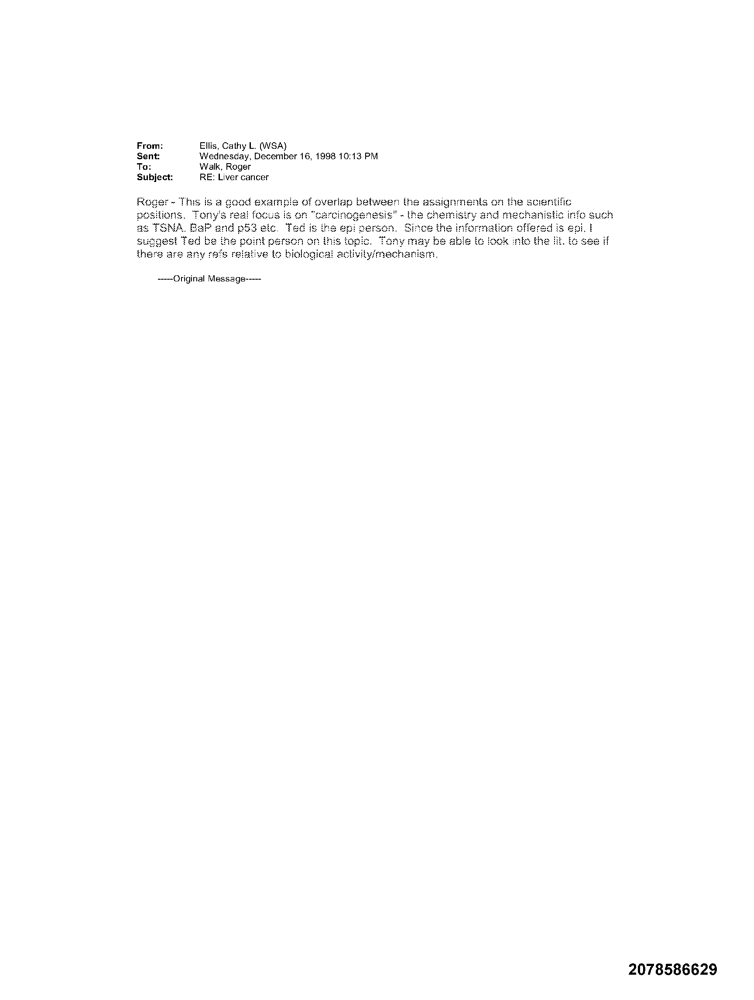 From: Ellis, Cathy L. (WSA)
Sent: Wednesday, December 16, 1998 10:13 PM
To: Walk, Roger
Subject: RE: Liver cancer
Roger - This is a good example of overlap between the assignments on the scientific
positions. Tony's real focus is on "carcinogenesis" - the chemistry and mechanistic info such
as TSNA, BaP and p53 etc. Ted is the epi person. Since the information offered is epi, I
suggest Ted be the point person on this topic. Tony may be able to look into the lit. to see if
there are any refs relative to biological activity/mechanism.
-----Original Message-----
2078586629